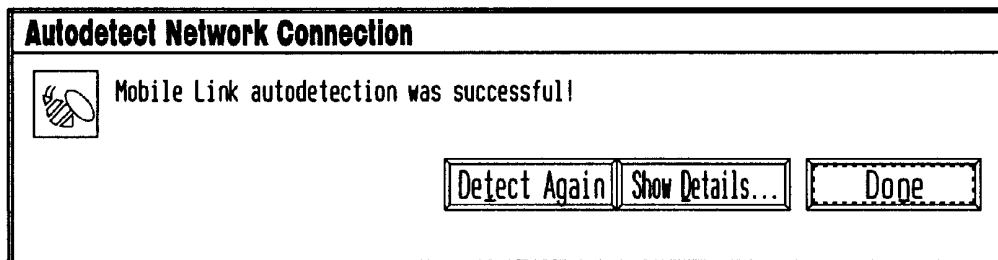 Autodetect Network Connection
Mobile Link autodetection was successful!
Detect Again Show Details... Done